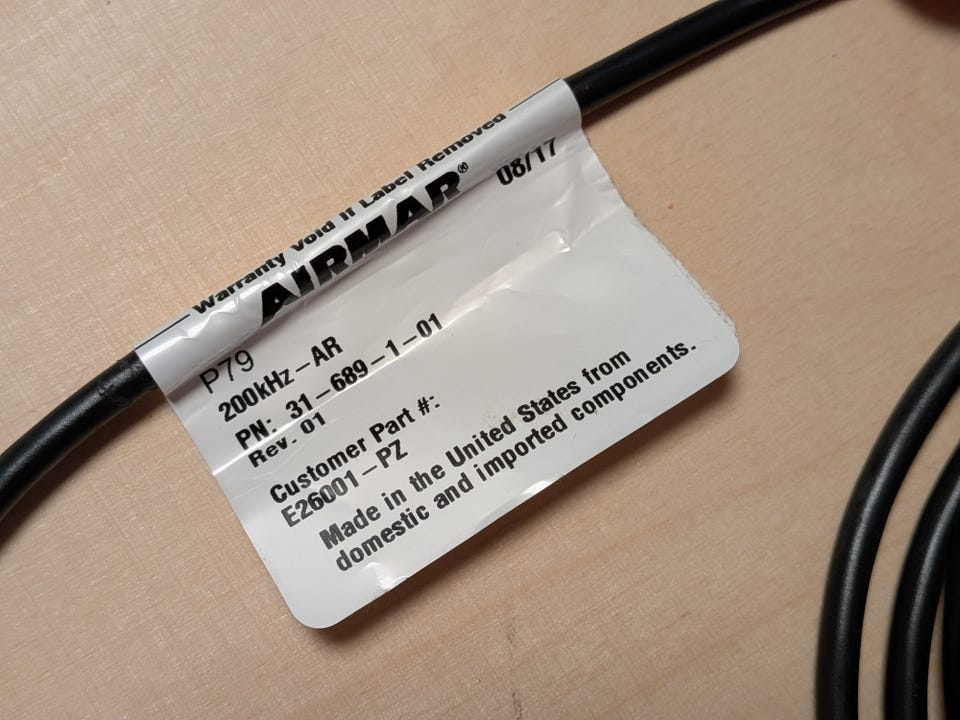 Warranty Void If Label Removed
AIRMAR®
08/17
P79
200kHz-AR
PN: 31-689-1-01
Rev. 01
Customer Part #:
E26001-PZ
Made in the United States from
domestic and imported components.